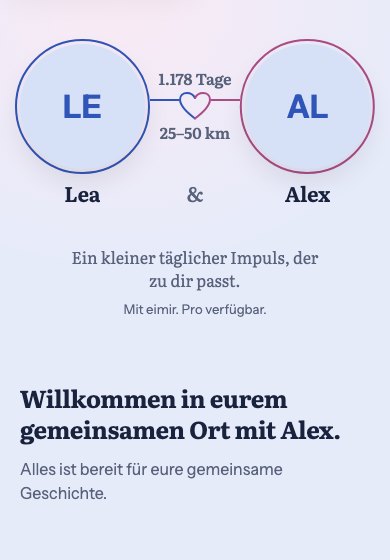 LE
1.178 Tage
25–50 km
AL
Lea
&
Alex
Ein kleiner täglicher Impuls, der
zu dir passt.
Mit eimir. Pro verfügbar.
Willkommen in eurem
gemeinsamen Ort mit Alex.
Alles ist bereit für eure gemeinsame
Geschichte.